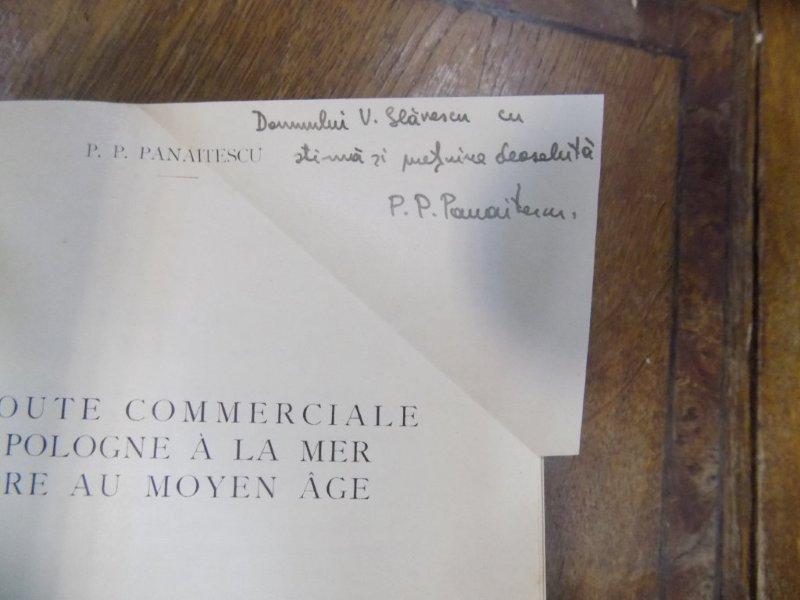 Domnului V. Slăvescu cu
stimă și prețuire deosebită
P. P. Panaitescu.
P. P. PANAITESCU
OUTE COMMERCIALE
POLOGNE À LA MER
RE AU MOYEN ÂGE